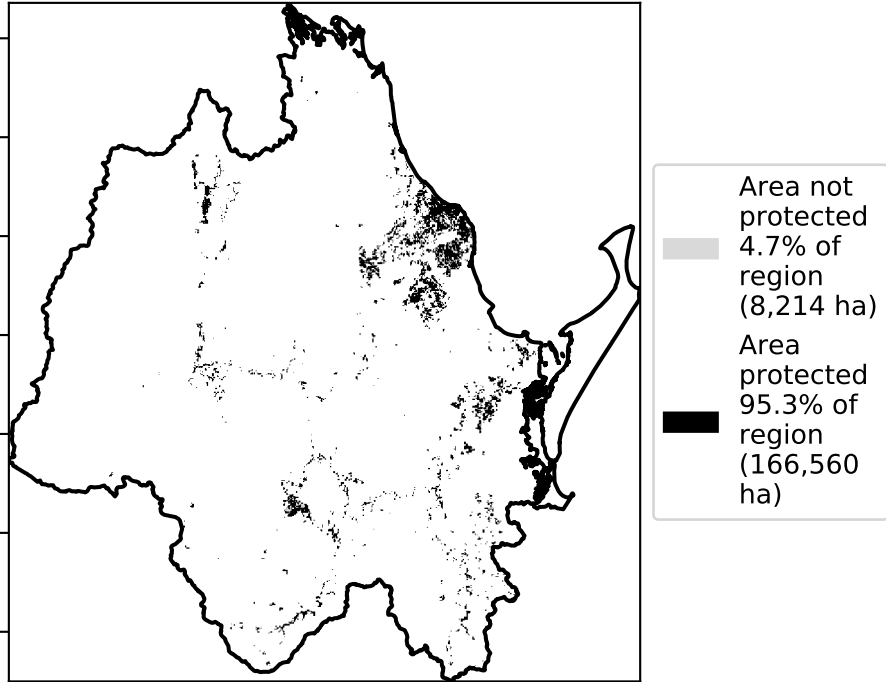 Area not
protected
4.7% of
region
(8,214 ha)
Area
protected
95.3% of
region
(166,560
ha)